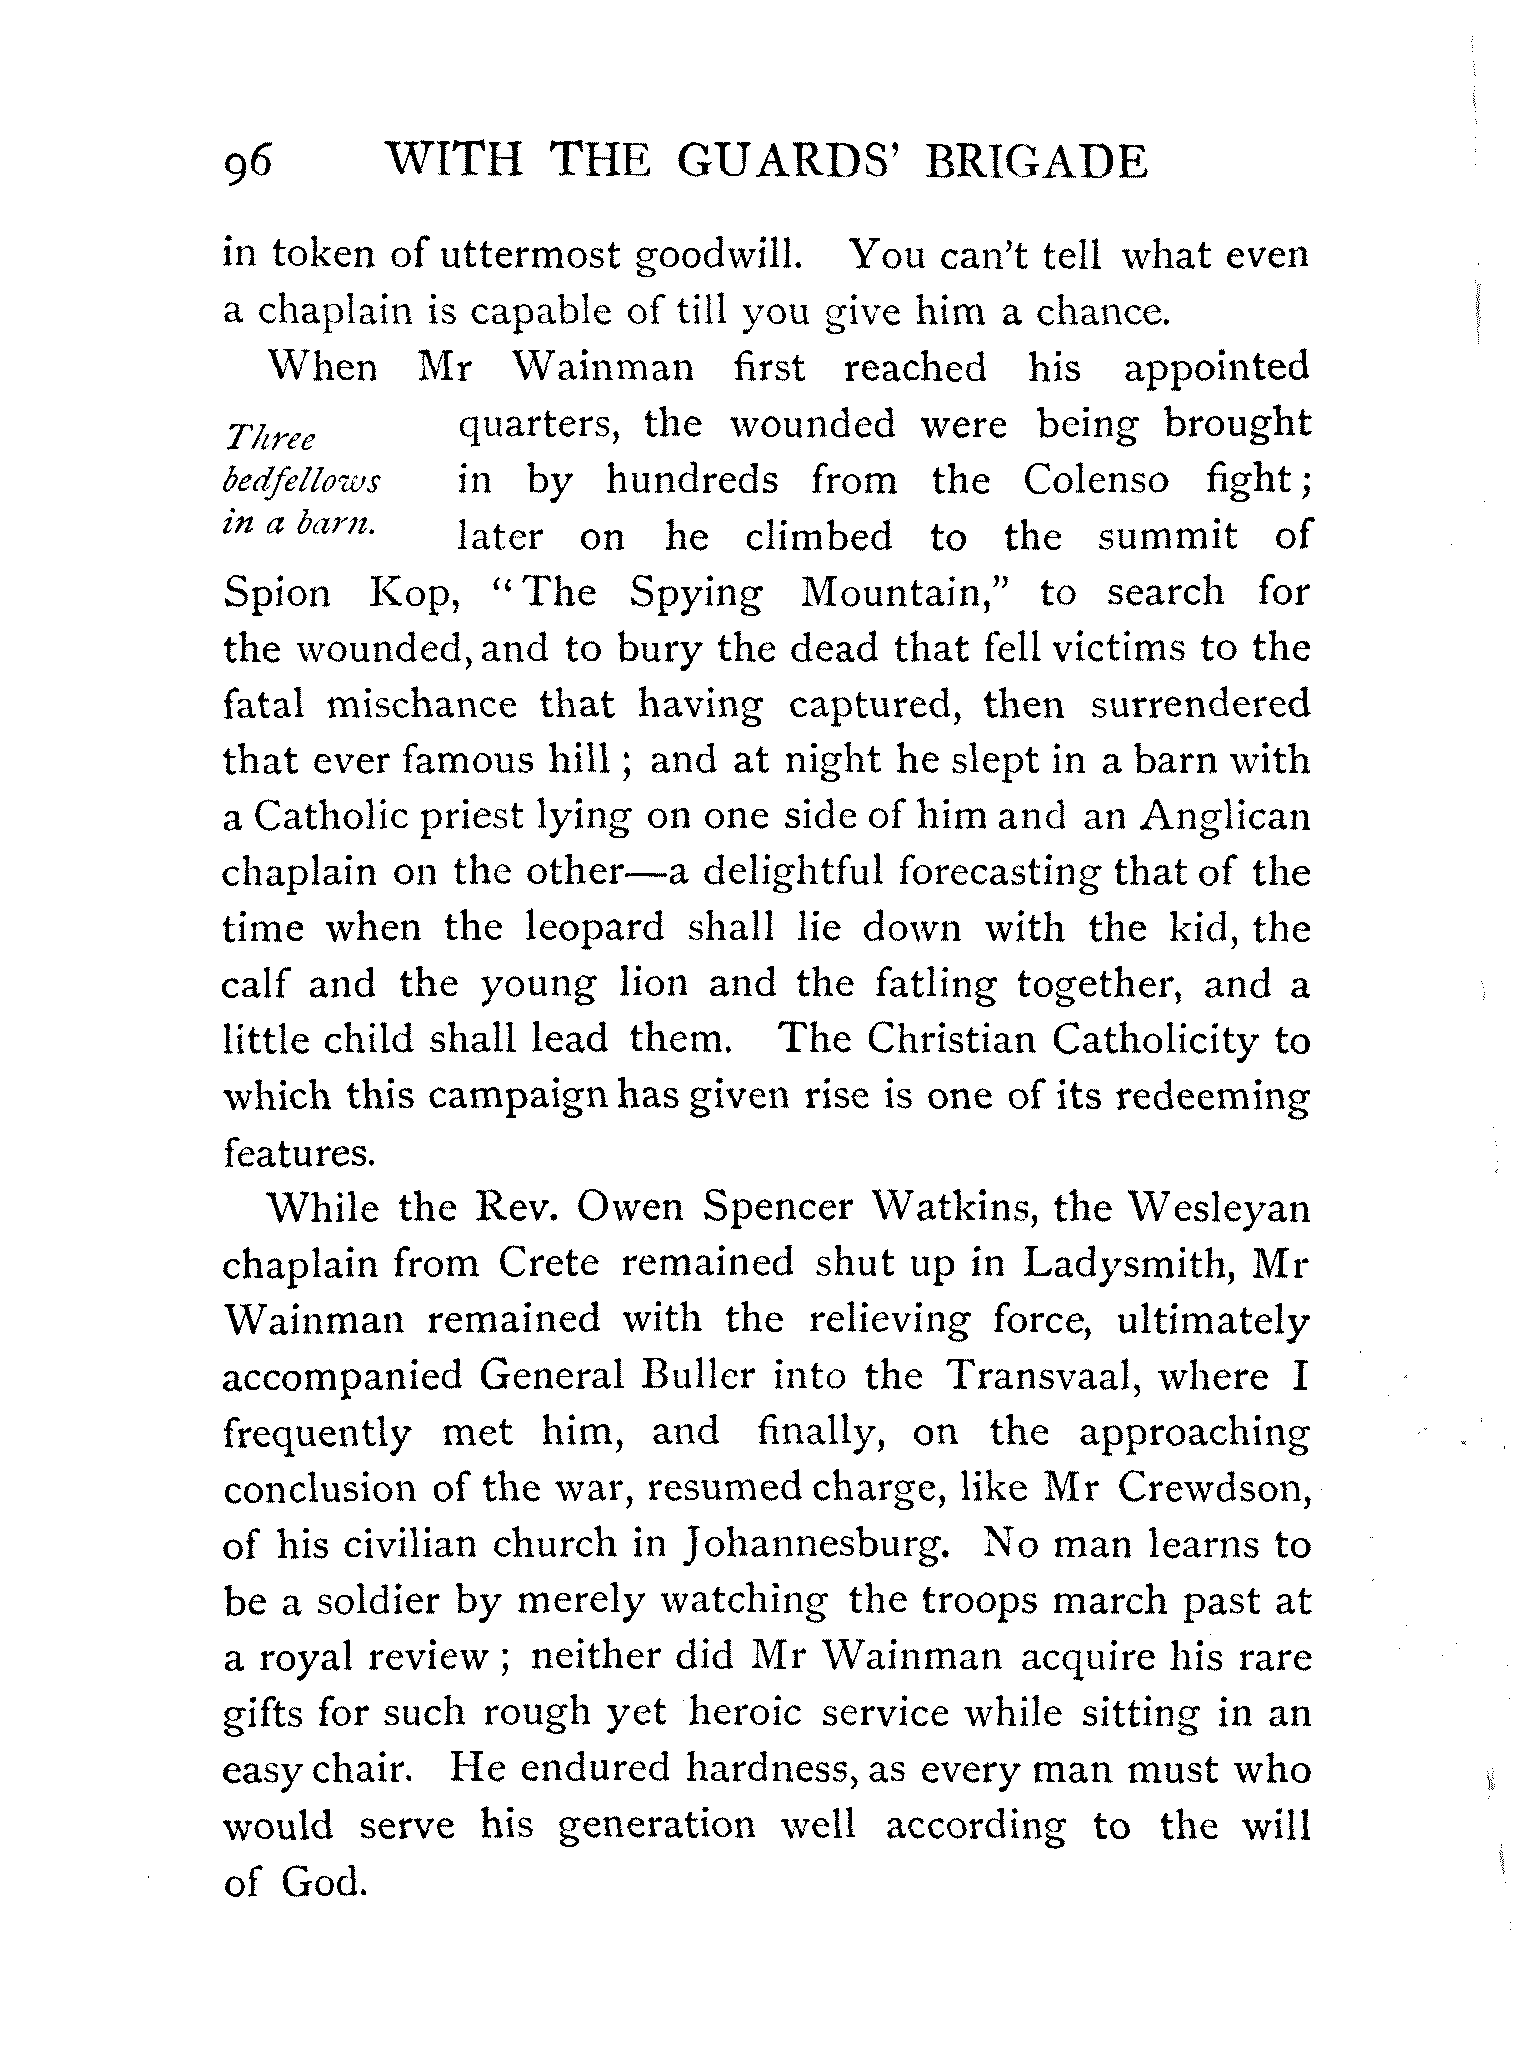 96 WITH THE GUARDS' BRIGADE
in token of uttermost goodwill. You can't tell what even
a chaplain is capable of till you give him a chance.
When Mr Wainman first reached his appointed
Three
bedfellows
in a barn.
quarters, the wounded were being brought
in by hundreds from the Colenso fight;
later on he climbed to the summit of
Spion Kop, "The Spying Mountain," to search for
the wounded, and to bury the dead that fell victims to the
fatal mischance that having captured, then surrendered
that ever famous hill; and at night he slept in a barn with
a Catholic priest lying on one side of him and an Anglican
chaplain on the other—a delightful forecasting that of the
time when the leopard shall lie down with the kid, the
calf and the young lion and the fatling together, and a
little child shall lead them. The Christian Catholicity to
which this campaign has given rise is one of its redeeming
features.
While the Rev. Owen Spencer Watkins, the Wesleyan
chaplain from Crete remained shut up in Ladysmith, Mr
Wainman remained with the relieving force, ultimately
accompanied General Buller into the Transvaal, where I
frequently met him, and finally, on the approaching
conclusion of the war, resumed charge, like Mr Crewdson,
of his civilian church in Johannesburg. No man learns to
be a soldier by merely watching the troops march past at
a royal review; neither did Mr Wainman acquire his rare
gifts for such rough yet heroic service while sitting in an
easy chair. He endured hardness, as every man must who
would serve his generation well according to the will
of God.